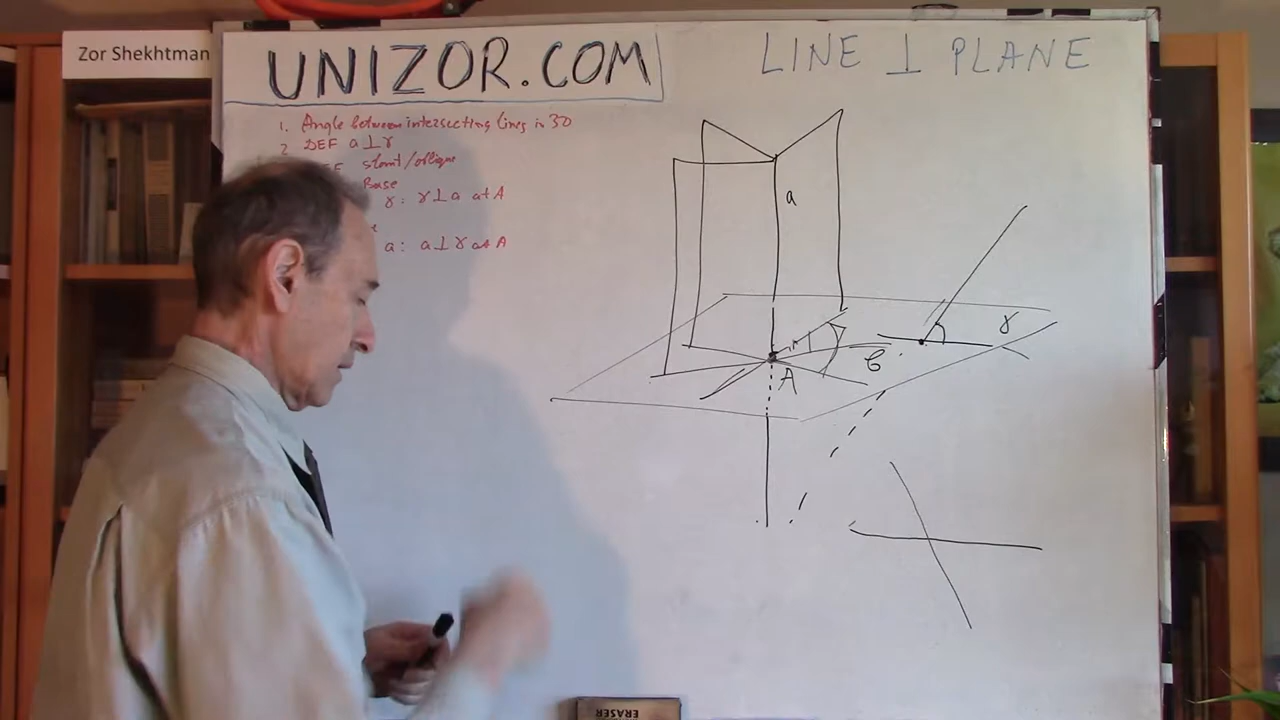 Zor Shekhtman
UNIZOR.COM
LINE ⊥ PLANE
1. Angle between intersecting lines in 3D
2 DEF a⊥γ
slant/oblique
Base
γ: γ⊥a at A
a: a⊥γ at A
a
γ
A
ERASER